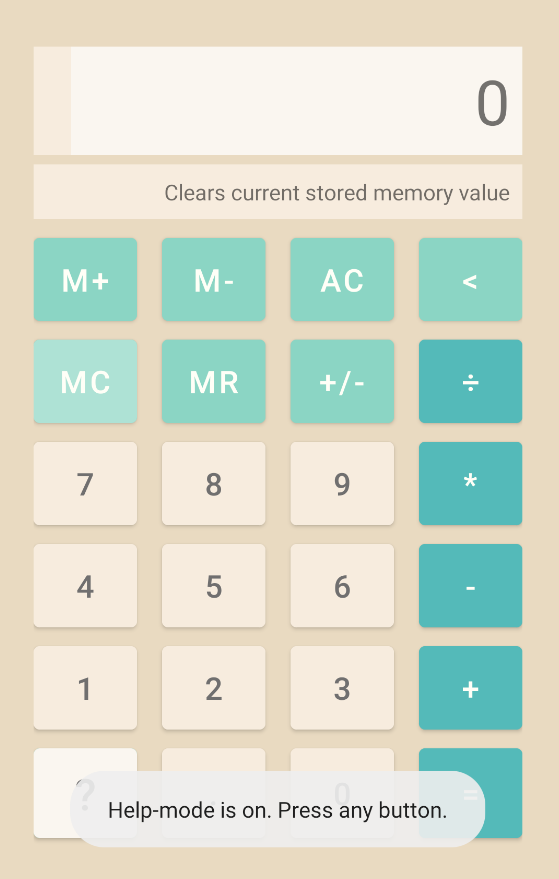 0
Clears current stored memory value
M+ M- AC <
MC MR +/- ÷
7 8 9 *
4 5 6 -
1 2 3 +
? 0 =
Help-mode is on. Press any button.